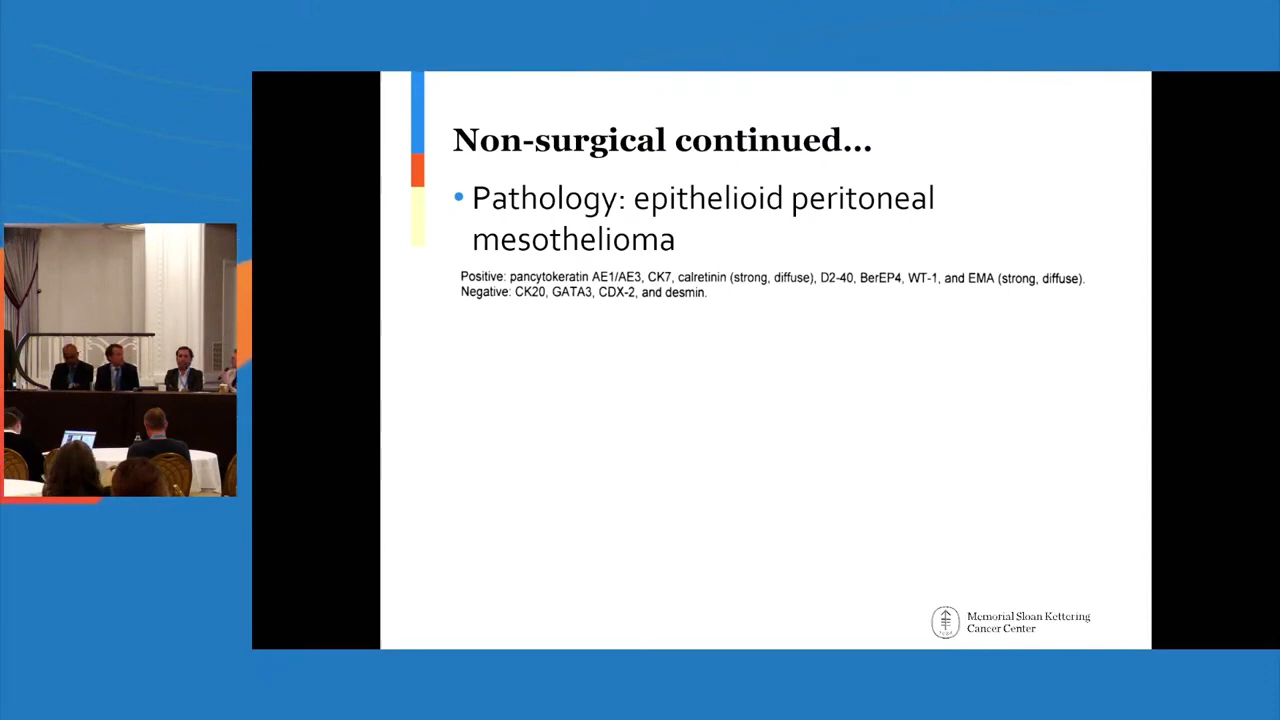 Non-surgical continued...
• Pathology: epithelioid peritoneal
mesothelioma
Positive: pancytokeratin AE1/AE3, CK7, calretinin (strong, diffuse), D2-40, BerEP4, WT-1, and EMA (strong, diffuse).
Negative: CK20, GATA3, CDX-2, and desmin.
Memorial Sloan Kettering
Cancer Center